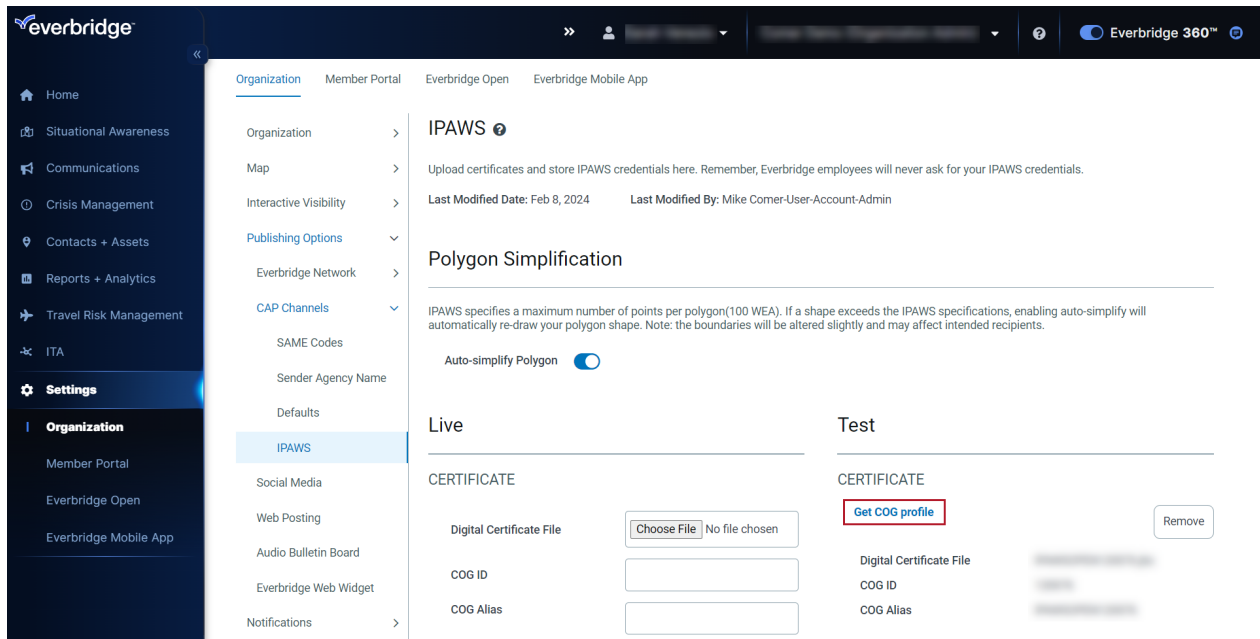 everbridge™
Everbridge 360™
Home
Situational Awareness
Communications
Crisis Management
Contacts + Assets
Reports + Analytics
Travel Risk Management
ITA
Settings
Organization
Member Portal
Everbridge Open
Everbridge Mobile App
Organization Member Portal Everbridge Open Everbridge Mobile App
Organization
Map
Interactive Visibility
Publishing Options
Everbridge Network
CAP Channels
SAME Codes
Sender Agency Name
Defaults
IPAWS
Social Media
Web Posting
Audio Bulletin Board
Everbridge Web Widget
Notifications
IPAWS
Upload certificates and store IPAWS credentials here. Remember, Everbridge employees will never ask for your IPAWS credentials.
Last Modified Date: Feb 8, 2024 Last Modified By: Mike Comer-User-Account-Admin
Polygon Simplification
IPAWS specifies a maximum number of points per polygon(100 WEA). If a shape exceeds the IPAWS specifications, enabling auto-simplify will
automatically re-draw your polygon shape. Note: the boundaries will be altered slightly and may affect intended recipients.
Auto-simplify Polygon
Live
CERTIFICATE
Digital Certificate File Choose File No file chosen
COG ID
COG Alias
Test
CERTIFICATE
Get COG profile
Remove
Digital Certificate File
COG ID
COG Alias